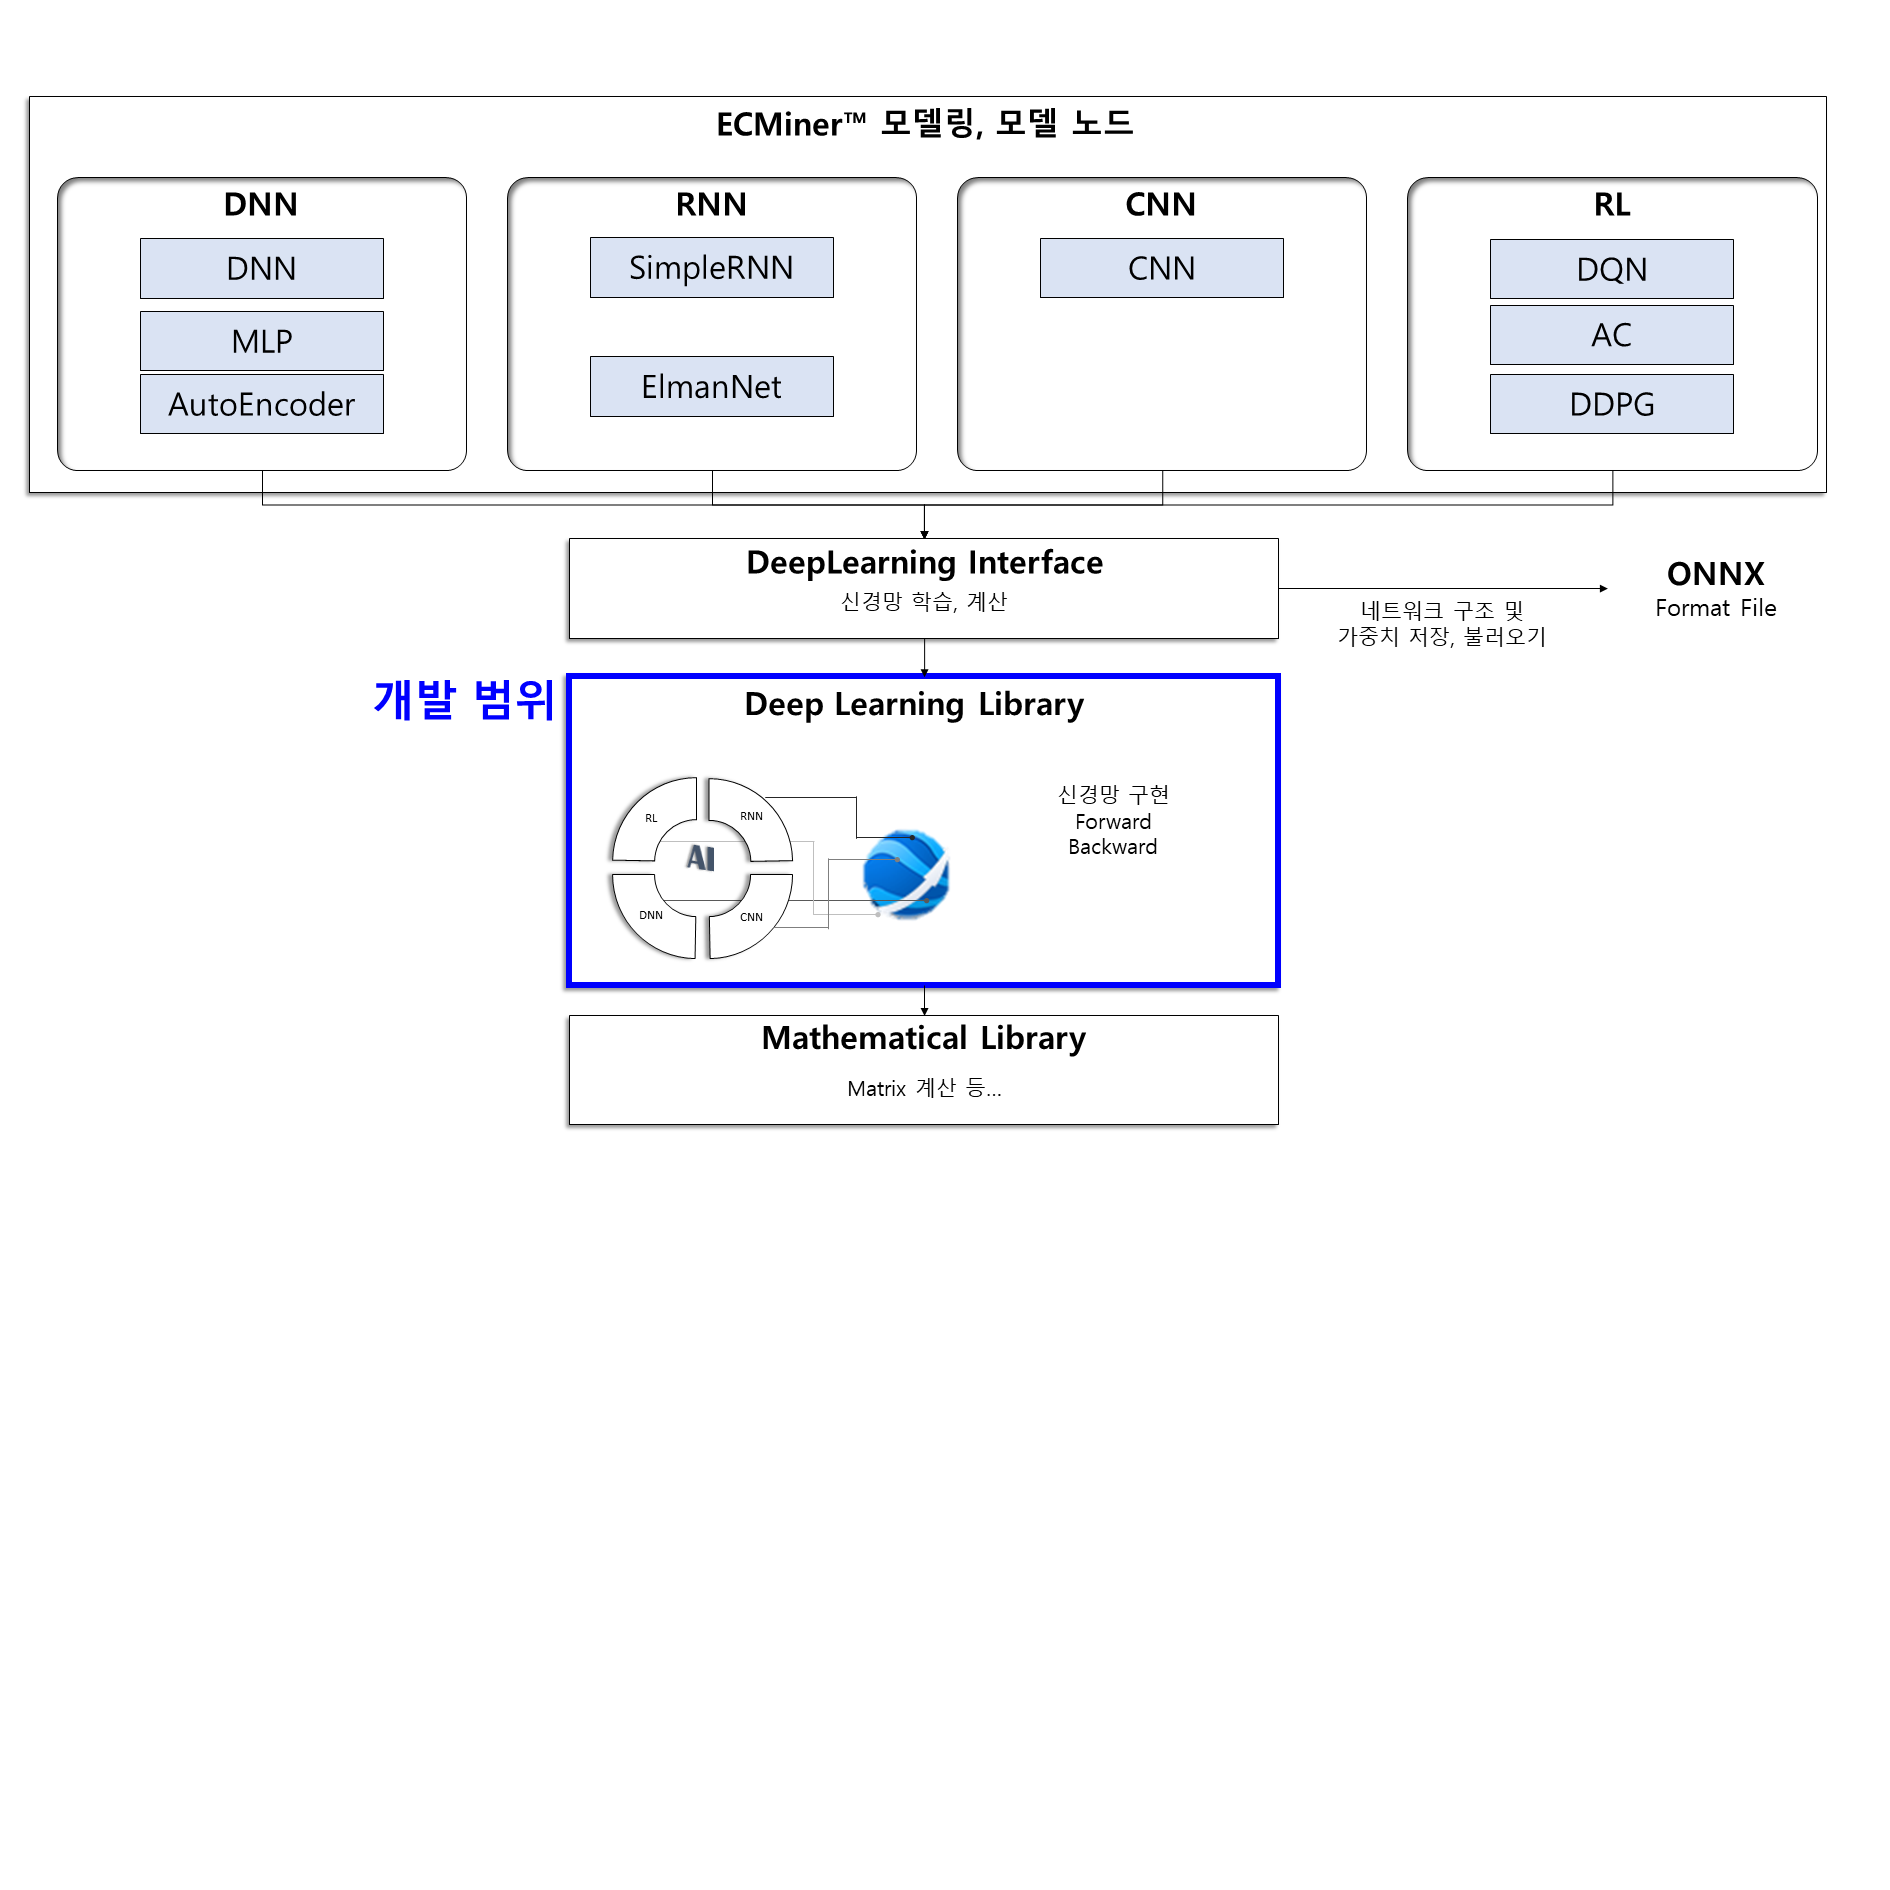 ECMiner™ 모델링, 모델 노드
DNN
DNN
MLP
AutoEncoder
RNN
SimpleRNN
ElmanNet
CNN
CNN
RL
DQN
AC
DDPG
DeepLearning Interface
신경망 학습, 계산
네트워크 구조 및
가중치 저장, 불러오기
ONNX
Format File
개발 범위
Deep Learning Library
RL
RNN
AI
DNN
CNN
신경망 구현
Forward
Backward
Mathematical Library
Matrix 계산 등...